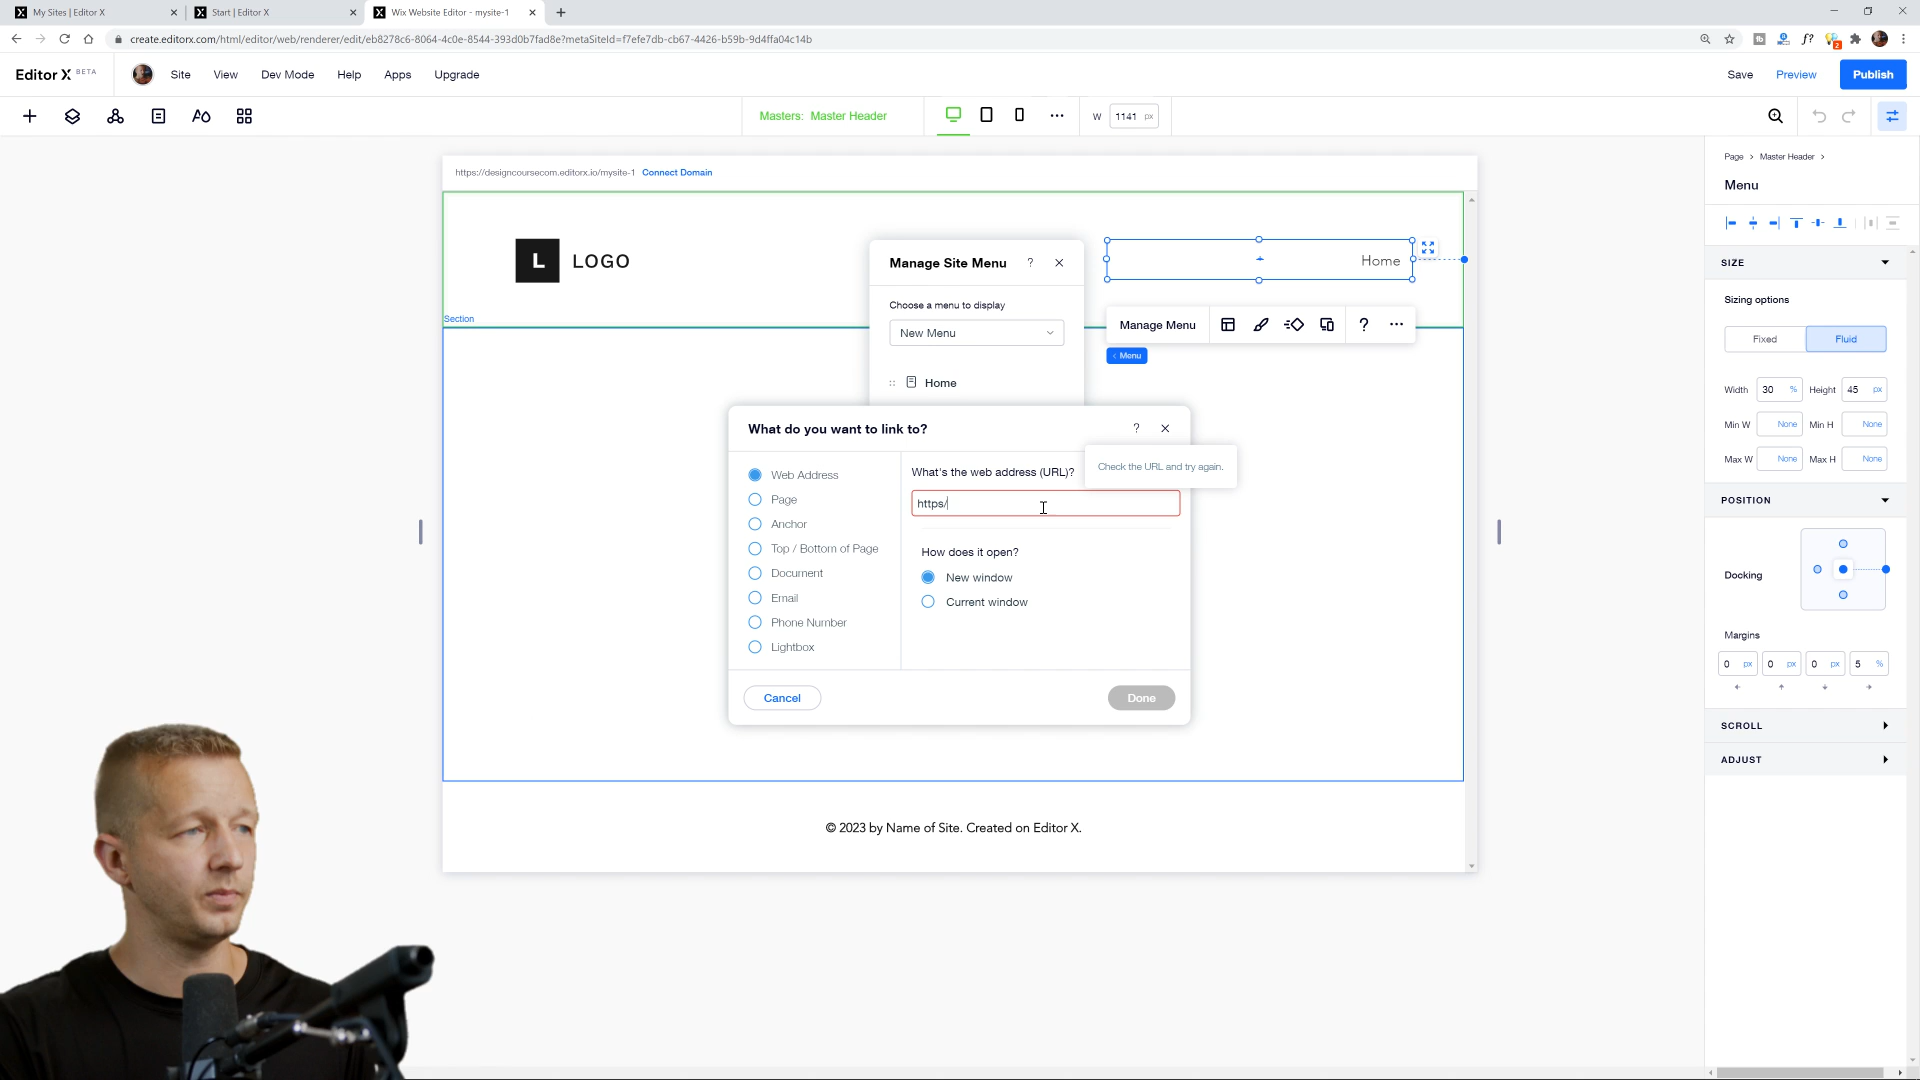 My Sites | Editor X
Start | Editor X
Wix Website Editor - mysite-1
create.editorx.com/html/editor/web/renderer/edit/eb8278c6-8064-4c0e-8544-393d0b7fad8e?metaSiteId=f7efe7db-cb67-4426-b59b-9d4ffa04c14b
Editor X BETA
Site
View
Dev Mode
Help
Apps
Upgrade
Save
Preview
Publish
Masters: Master Header
W 1141 px
Page > Master Header >
Menu
https://designcoursecom.editorx.io/mysite-1 Connect Domain
L LOGO
Home
Section
Manage Site Menu ?
Choose a menu to display
New Menu
Home
Manage Menu ?
< Menu
What do you want to link to? ?
Web Address
Page
Anchor
Top / Bottom of Page
Document
Email
Phone Number
Lightbox
What's the web address (URL)?
Check the URL and try again.
https/
How does it open?
New window
Current window
Cancel
Done
© 2023 by Name of Site. Created on Editor X.
SIZE
Sizing options
Fixed
Fluid
Width 30 % Height 45 px
Min W None Min H None
Max W None Max H None
POSITION
Docking
Margins
0 px 0 px 0 px 5 %
SCROLL
ADJUST